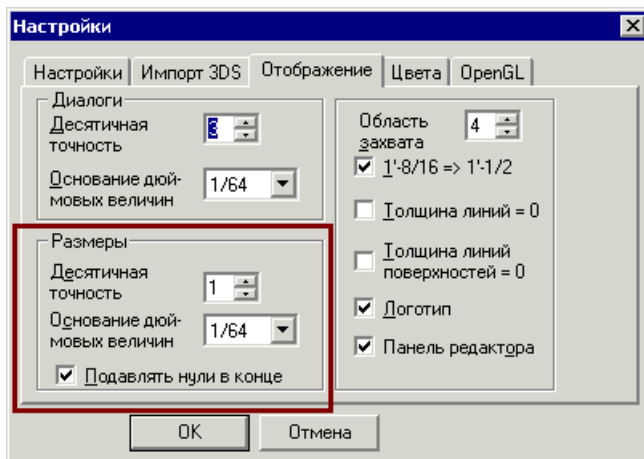 Настройки
Настройки
Импорт 3DS
Отображение
Цвета
OpenGL
Диалоги
Десятичная
точность
3
Основание дюй-
мовых величин
1/64
Размеры
Десятичная
точность
1
Основание дюй-
мовых величин
1/64
Подавлять нули в конце
Область
захвата
4
1'-8/16 => 1'-1/2
Толщина линий = 0
Толщина линий
поверхностей = 0
Логотип
Панель редактора
OK
Отмена